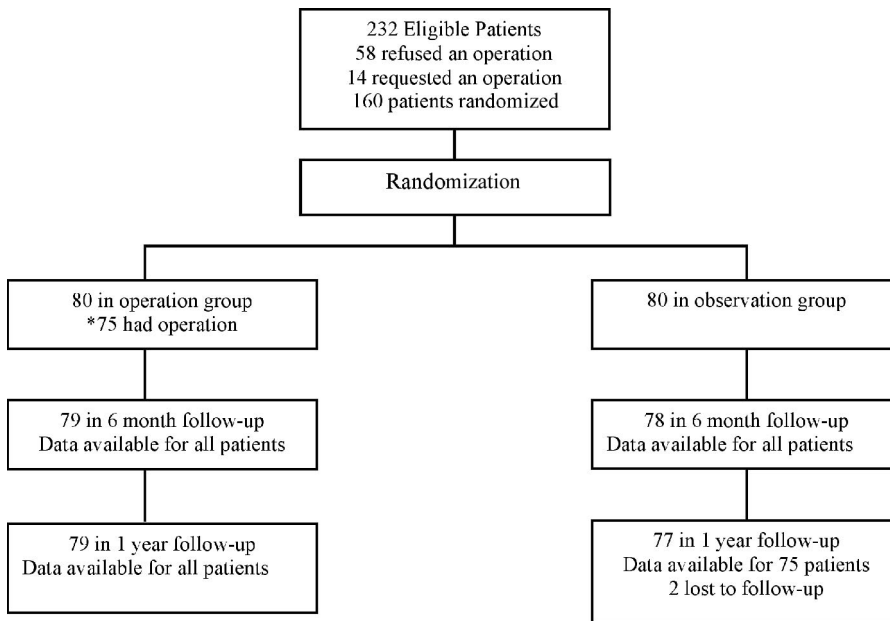 232 Eligible Patients
58 refused an operation
14 requested an operation
160 patients randomized
Randomization
80 in operation group
*75 had operation
80 in observation group
79 in 6 month follow-up
Data available for all patients
78 in 6 month follow-up
Data available for all patients
79 in 1 year follow-up
Data available for all patients
77 in 1 year follow-up
Data available for 75 patients
2 lost to follow-up